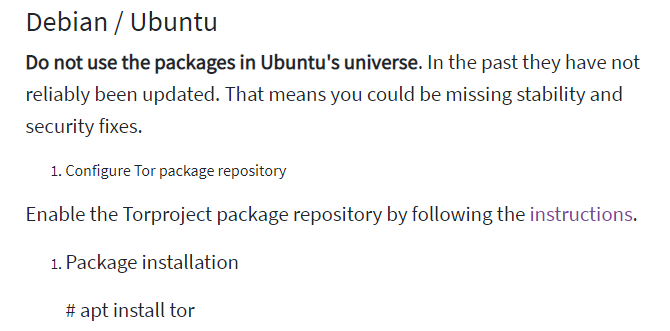 Debian / Ubuntu
Do not use the packages in Ubuntu's universe. In the past they have not
reliably been updated. That means you could be missing stability and
security fixes.
1. Configure Tor package repository
Enable the Torproject package repository by following the instructions.
1. Package installation
# apt install tor